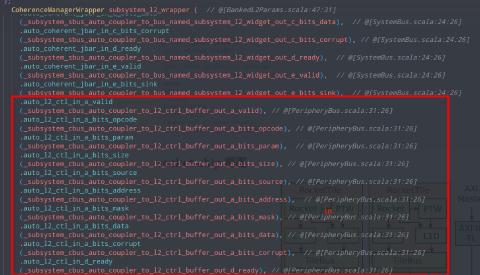 );
CoherenceManagerWrapper subsystem_l2_wrapper ( // @[BankedL2Params.scala:47:31]
(_subsystem_sbus_auto_coupler_to_bus_named_subsystem_l2_widget_out_c_bits_data), // @[SystemBus.scala:24:26]
.auto_coherent_jbar_in_c_bits_corrupt
(_subsystem_sbus_auto_coupler_to_bus_named_subsystem_l2_widget_out_c_bits_corrupt), // @[SystemBus.scala:24:26]
.auto_coherent_jbar_in_d_ready
(_subsystem_sbus_auto_coupler_to_bus_named_subsystem_l2_widget_out_d_ready), // @[SystemBus.scala:24:26]
.auto_coherent_jbar_in_e_valid
(_subsystem_sbus_auto_coupler_to_bus_named_subsystem_l2_widget_out_e_valid), // @[SystemBus.scala:24:26]
.auto_coherent_jbar_in_e_bits_sink
(_subsystem_sbus_auto_coupler_to_bus_named_subsystem_l2_widget_out_e_bits_sink), // @[SystemBus.scala:24:26]
.auto_l2_ctl_in_a_valid
(_subsystem_cbus_auto_coupler_to_l2_ctrl_buffer_out_a_valid), // @[PeripheryBus.scala:31:26]
.auto_l2_ctl_in_a_bits_opcode
(_subsystem_cbus_auto_coupler_to_l2_ctrl_buffer_out_a_bits_opcode), // @[PeripheryBus.scala:31:26]
.auto_l2_ctl_in_a_bits_param
(_subsystem_cbus_auto_coupler_to_l2_ctrl_buffer_out_a_bits_param), // @[PeripheryBus.scala:31:26]
.auto_l2_ctl_in_a_bits_size
(_subsystem_cbus_auto_coupler_to_l2_ctrl_buffer_out_a_bits_size), // @[PeripheryBus.scala:31:26]
.auto_l2_ctl_in_a_bits_source
(_subsystem_cbus_auto_coupler_to_l2_ctrl_buffer_out_a_bits_source), // @[PeripheryBus.scala:31:26]
.auto_l2_ctl_in_a_bits_address
(_subsystem_cbus_auto_coupler_to_l2_ctrl_buffer_out_a_bits_address), // @[PeripheryBus.scala:31:26]
.auto_l2_ctl_in_a_bits_mask
(_subsystem_cbus_auto_coupler_to_l2_ctrl_buffer_out_a_bits_mask), // @[PeripheryBus.scala:31:26]
.auto_l2_ctl_in_a_bits_data
(_subsystem_cbus_auto_coupler_to_l2_ctrl_buffer_out_a_bits_data), // @[PeripheryBus.scala:31:26]
.auto_l2_ctl_in_a_bits_corrupt
(_subsystem_cbus_auto_coupler_to_l2_ctrl_buffer_out_a_bits_corrupt), // @[PeripheryBus.scala:31:26]
.auto_l2_ctl_in_d_ready
(_subsystem_cbus_auto_coupler_to_l2_ctrl_buffer_out_d_ready), // @[PeripheryBus.scala:31:26]
in
RocketTile
PTW
L1D
AXI